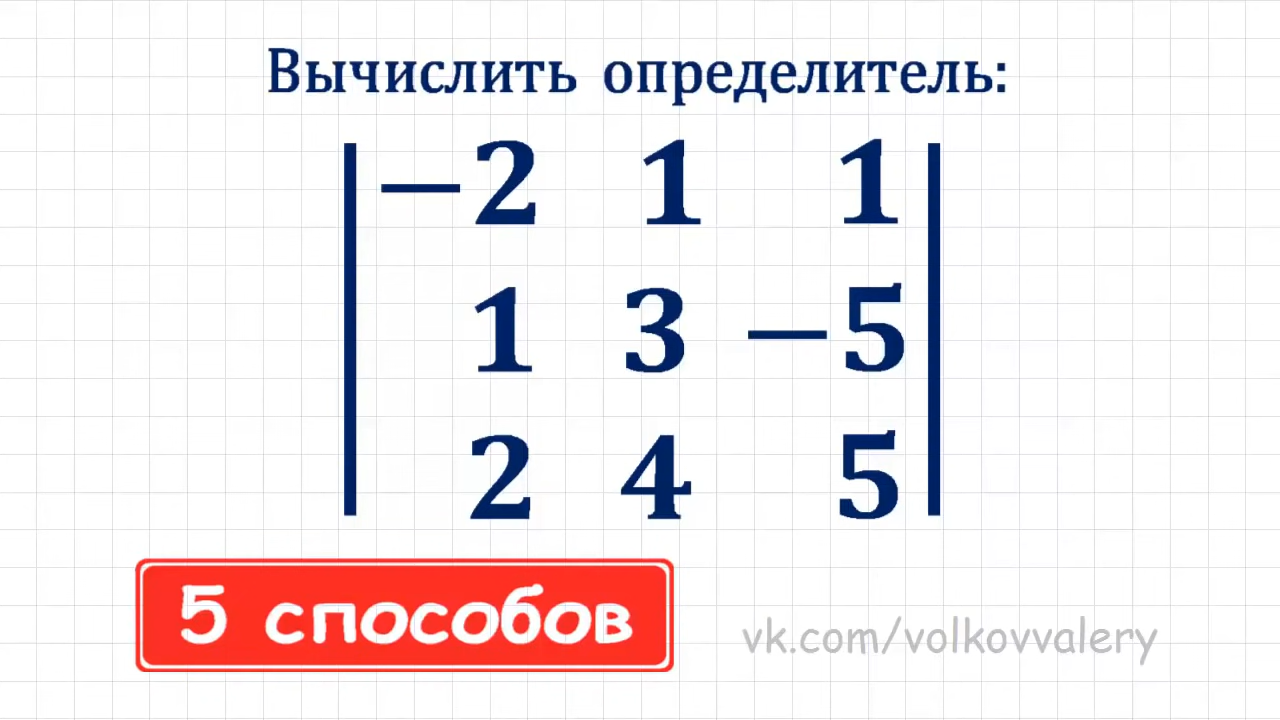 Вычислить определитель:
−2 1 1
1 3 −5
2 4 5
5 способов
vk.com/volkovvalery